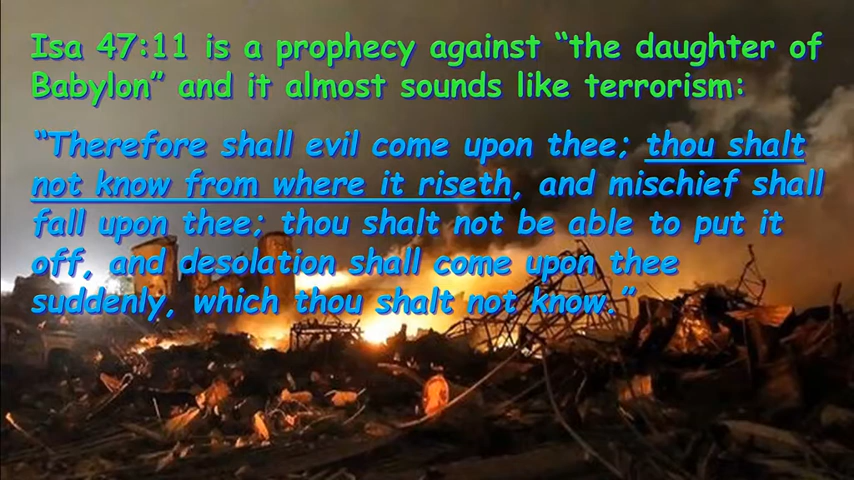 Isa 47:11 is a prophecy against “the daughter of
Babylon” and it almost sounds like terrorism:
“Therefore shall evil come upon thee; thou shalt
not know from where it riseth, and mischief shall
fall upon thee; thou shalt not be able to put it
off, and desolation shall come upon thee
suddenly, which thou shalt not know.”